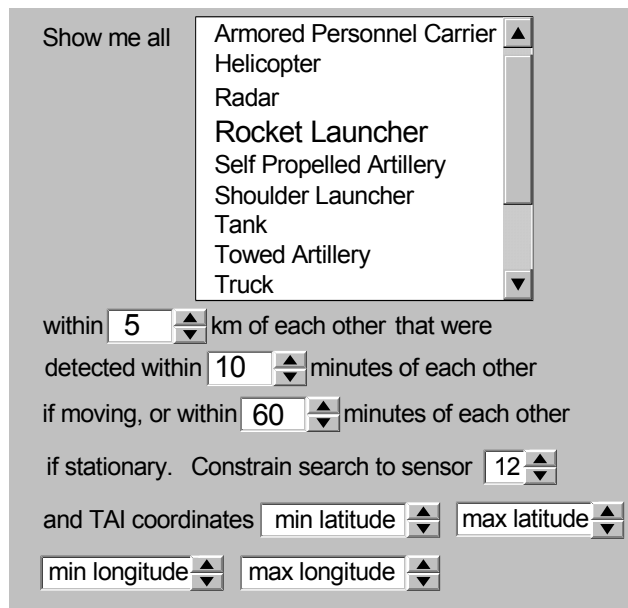 Show me all
Armored Personnel Carrier
Helicopter
Radar
Rocket Launcher
Self Propelled Artillery
Shoulder Launcher
Tank
Towed Artillery
Truck
within 5 km of each other that were
detected within 10 minutes of each other
if moving, or within 60 minutes of each other
if stationary. Constrain search to sensor 12
and TAI coordinates min latitude max latitude
min longitude max longitude